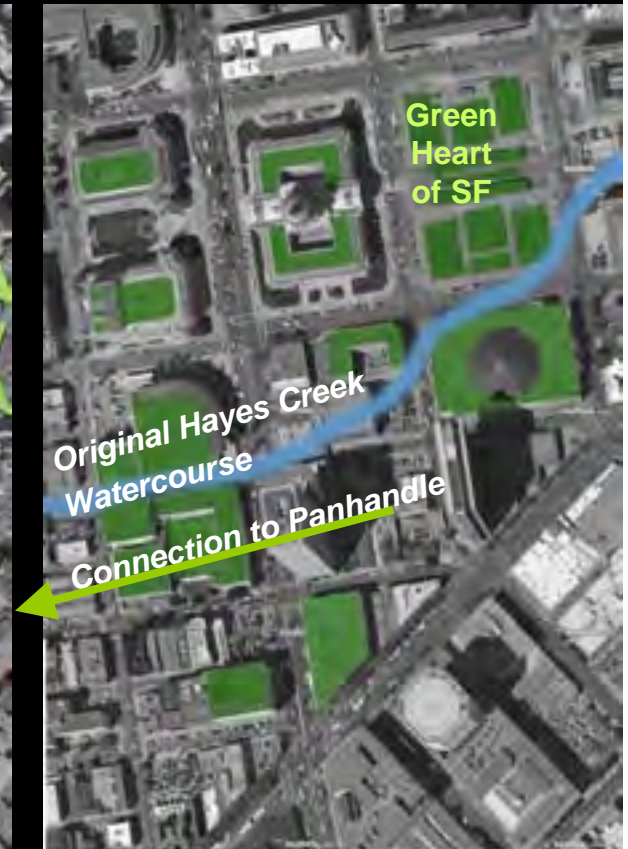 Green
Heart
of SF
Original Hayes Creek
Watercourse
Connection to Panhandle